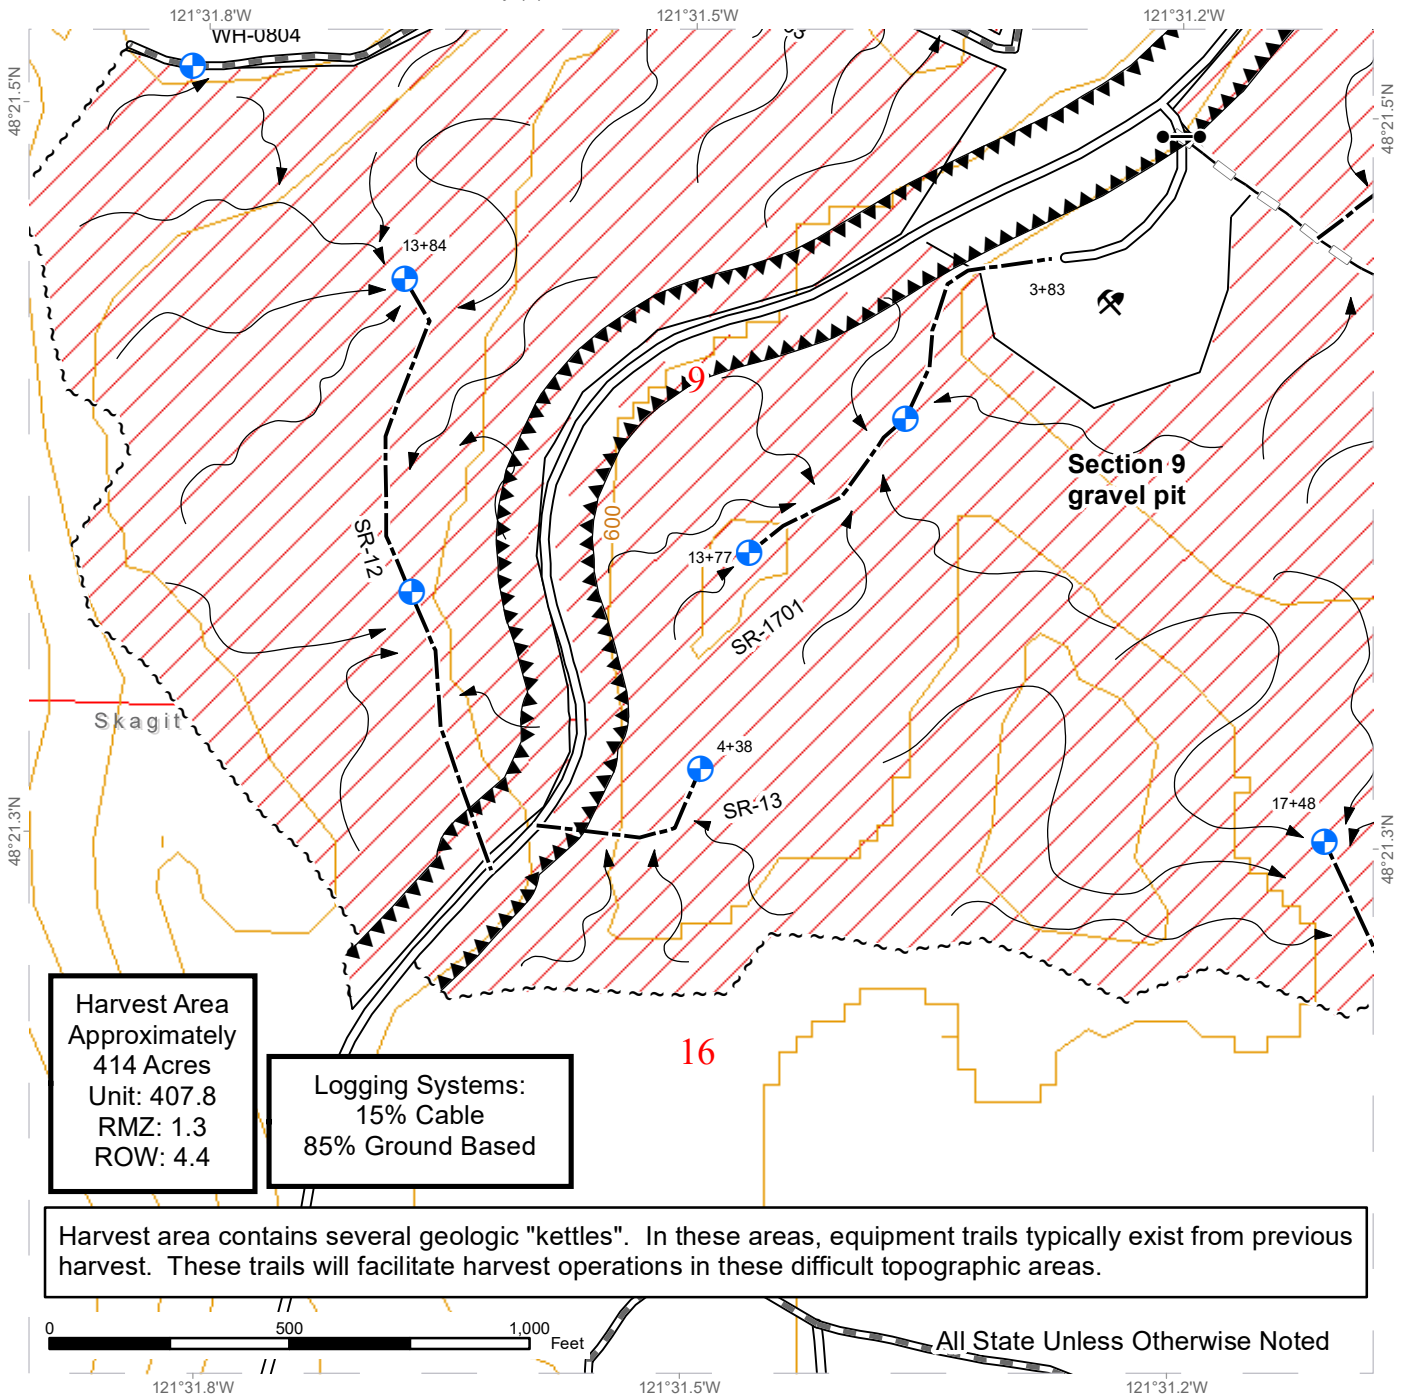 121°31.8'W
121°31.5'W
121°31.2'W
WH-0804
48°21.5'N
48°21.5'N
13+84
3+83
9
Section 9
gravel pit
600
SR-12
13+77
SR-1701
Skagit
4+38
SR-13
17+48
48°21.3'N
48°21.3'N
Harvest Area
Approximately
414 Acres
Unit: 407.8
RMZ: 1.3
ROW: 4.4
16
Logging Systems:
15% Cable
85% Ground Based
Harvest area contains several geologic "kettles".  In these areas, equipment trails typically exist from previous
harvest.  These trails will facilitate harvest operations in these difficult topographic areas.
0 500 1,000 Feet
All State Unless Otherwise Noted
121°31.8'W
121°31.5'W
121°31.2'W